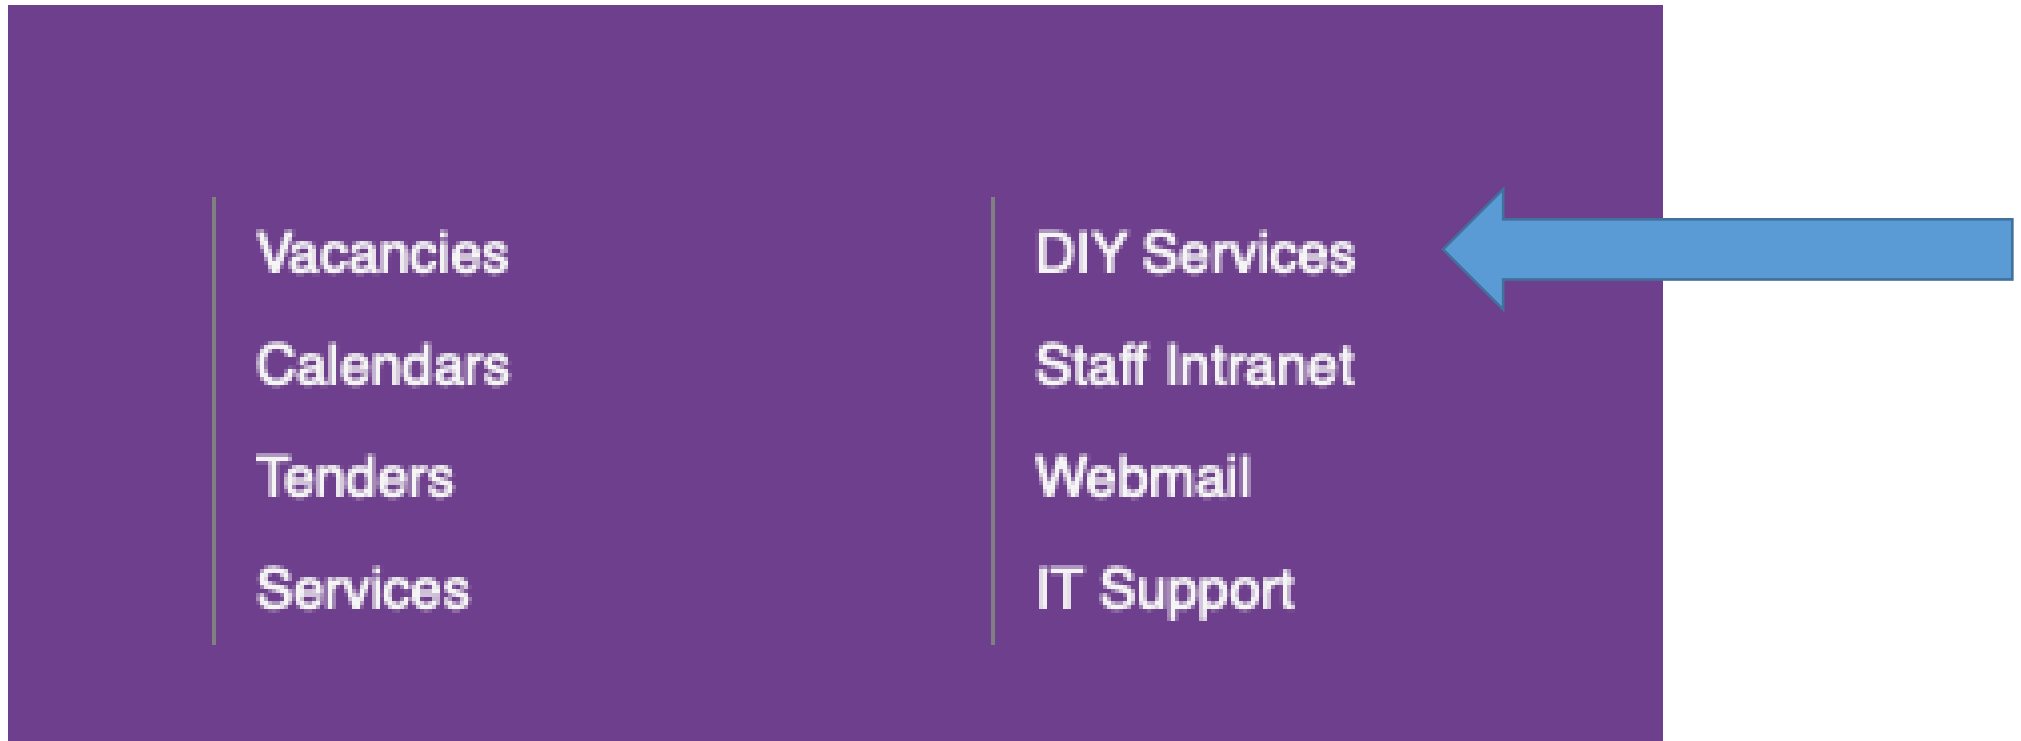 Vacancies
Calendars
Tenders
Services
DIY Services
Staff Intranet
Webmail
IT Support